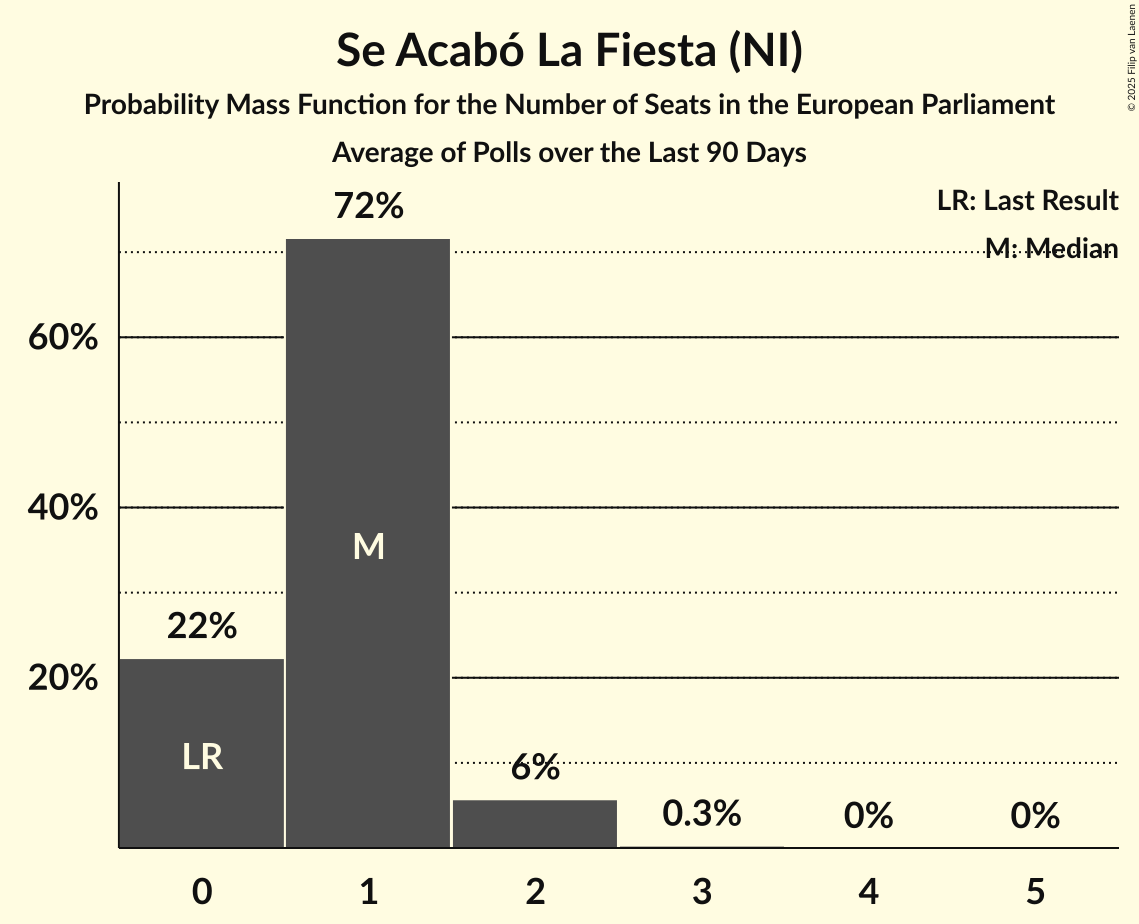 Se Acabó La Fiesta (NI)
Probability Mass Function for the Number of Seats in the European Parliament
Average of Polls over the Last 90 Days
© 2025 Filip van Laenen
LR: Last Result
M: Median
72%
60%
40%
M
22%
20%
LR
6%
0.3%
0%
0%
0 1 2 3 4 5